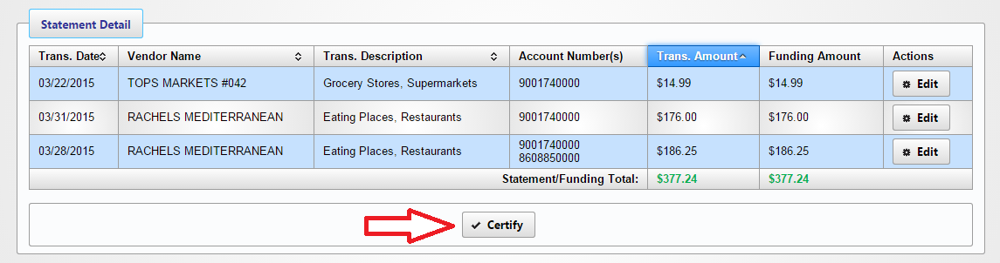 Statement Detail
Trans. Date Vendor Name Trans. Description Account Number(s) Trans. Amount Funding Amount Actions
03/22/2015 TOPS MARKETS #042 Grocery Stores, Supermarkets 9001740000 $14.99 $14.99 Edit
03/31/2015 RACHELS MEDITERRANEAN Eating Places, Restaurants 9001740000 $176.00 $176.00 Edit
03/28/2015 RACHELS MEDITERRANEAN Eating Places, Restaurants 9001740000 $186.25 $186.25 Edit
8608850000
Statement/Funding Total: $377.24 $377.24
Certify